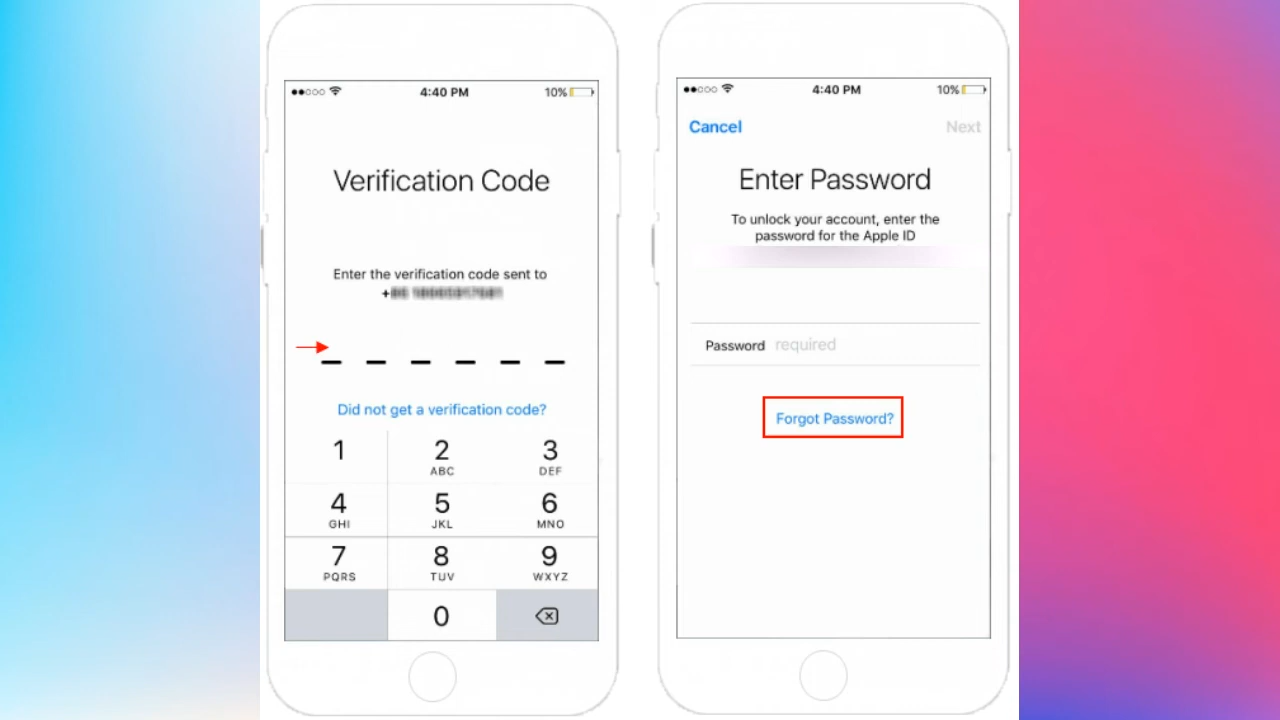 4:40 PM
10%
Verification Code
Enter the verification code sent to
+
Did not get a verification code?
1
2
ABC
3
DEF
4
GHI
5
JKL
6
MNO
7
PQRS
8
TUV
9
WXYZ
0
4:40 PM
10%
Cancel
Next
Enter Password
To unlock your account, enter the
password for the Apple ID
Password required
Forgot Password?